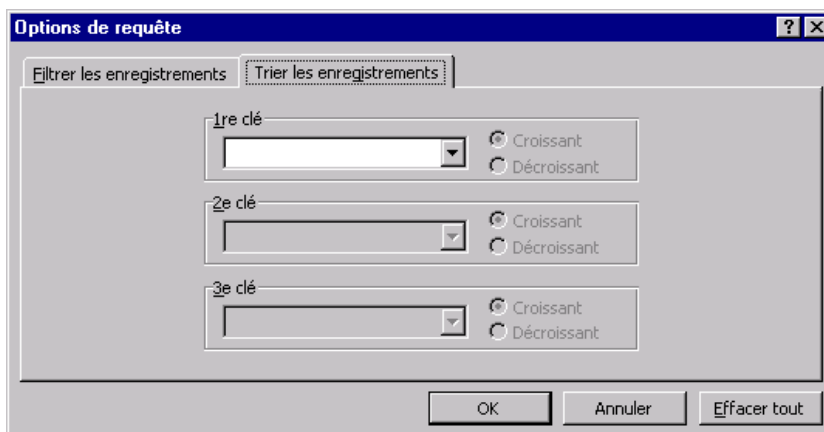 Options de requête
Filtrer les enregistrements
Trier les enregistrements
1re clé
Croissant
Décroissant
2e clé
Croissant
Décroissant
3e clé
Croissant
Décroissant
OK
Annuler
Effacer tout